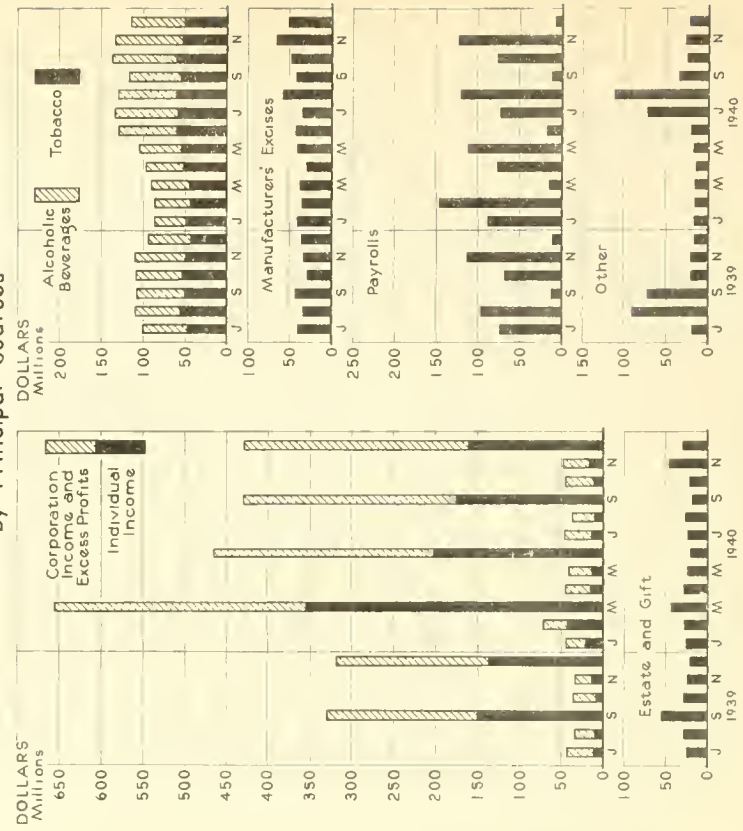 By Principal Sources
DOLLARS
Millions
650
600
550
500
450
400
350
300
250
200
150
100
50
0
Corporation
Income and
Excess Profits
Individual
Income
J S N J M M J S N
Estate and Gift
100
50
0
J S N J M M J S N
1939 1940
DOLLARS
Millions
200
150
100
50
0
Alcoholic
Beverages
Tobacco
J S N J M M J S N
Manufacturers' Excises
100
50
0
J S N J M M J S N
Payrolls
250
200
150
100
50
0
J S N J M M J S N
Other
150
100
50
0
J S N J M M J S N
1939 1940